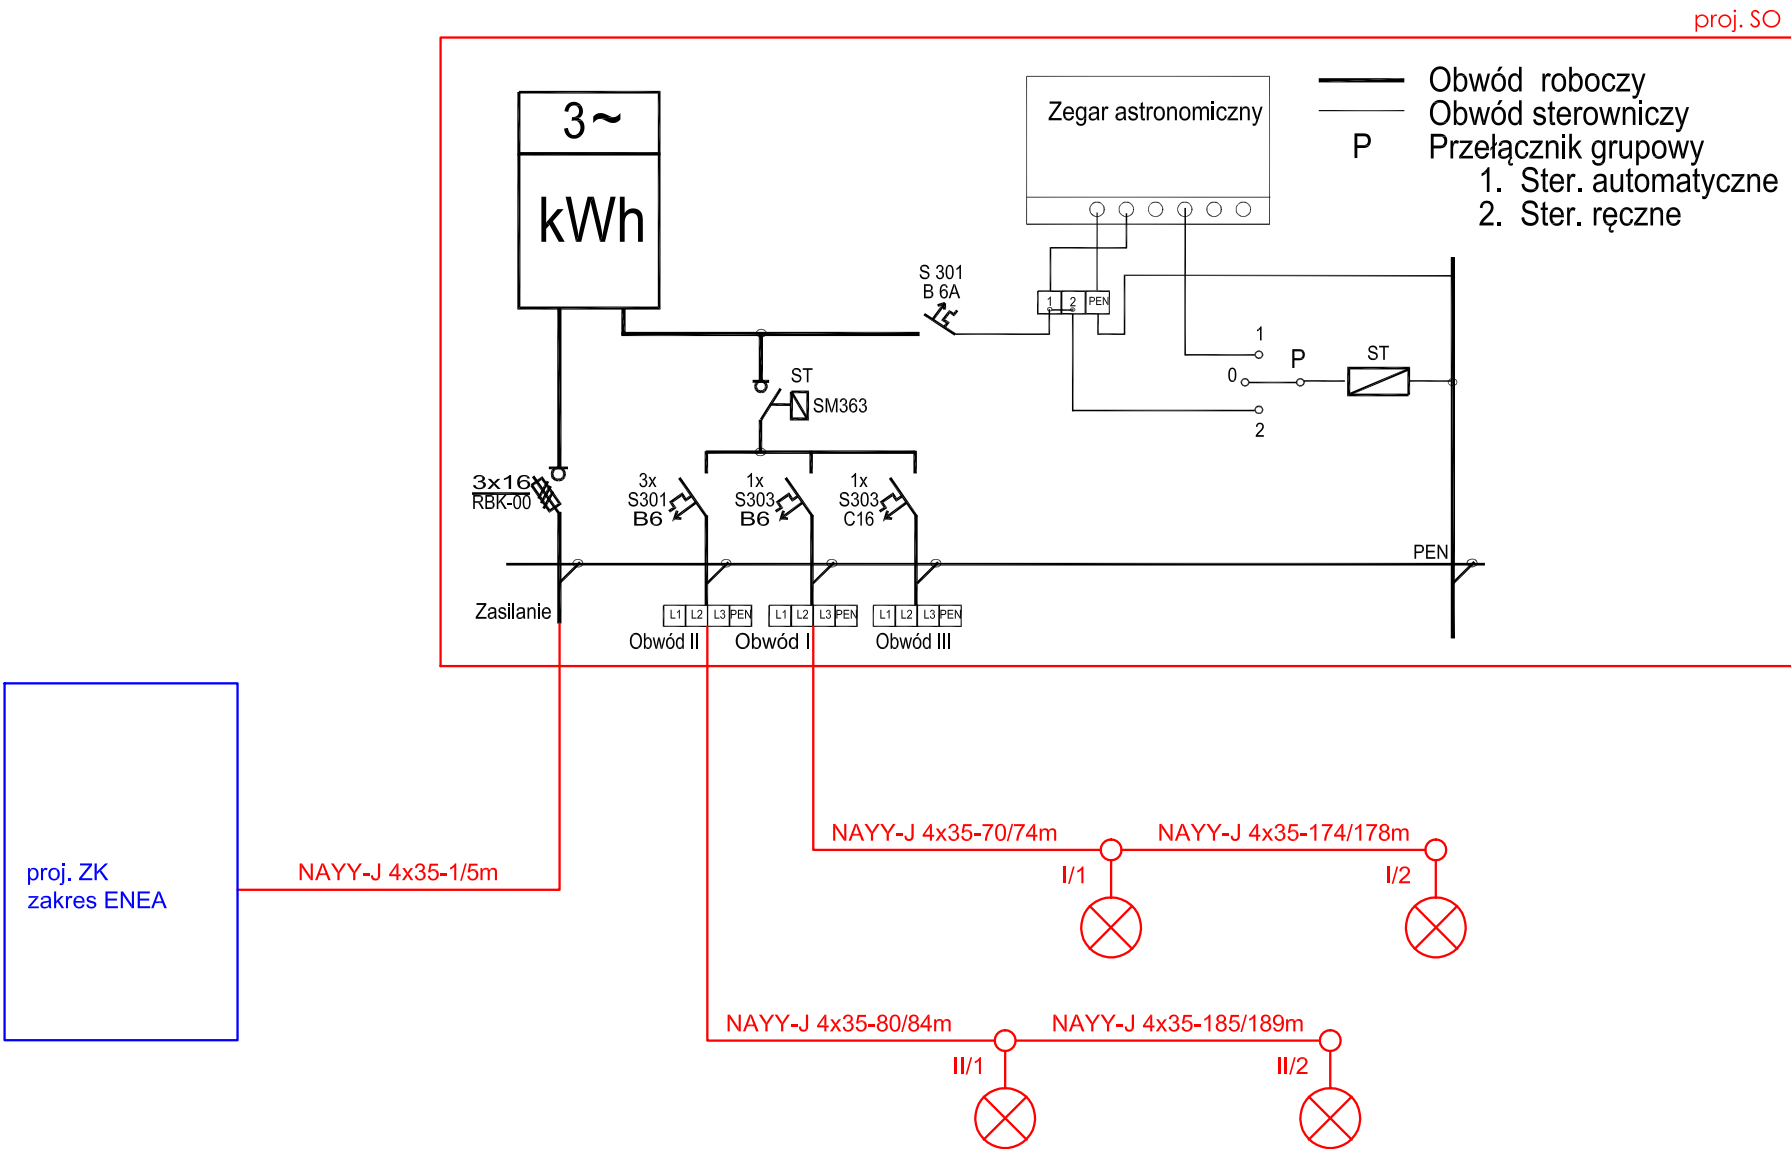 proj. SO
3~
kWh
Zegar astronomiczny
Obwód roboczy
Obwód sterowniczy
P Przełącznik grupowy
1. Ster. automatyczne
2. Ster. ręczne
S 301
B 6A
1 2 PEN
1
P
0
2
ST
ST
SM363
3x16
RBK-00
3x
S301
B6
1x
S303
B6
1x
S303
C16
PEN
Zasilanie
L1 L2 L3 PEN
L1 L2 L3 PEN
L1 L2 L3 PEN
Obwód II
Obwód I
Obwód III
proj. ZK
zakres ENEA
NAYY-J 4x35-1/5m
NAYY-J 4x35-70/74m
NAYY-J 4x35-174/178m
I/1
I/2
NAYY-J 4x35-80/84m
NAYY-J 4x35-185/189m
II/1
II/2